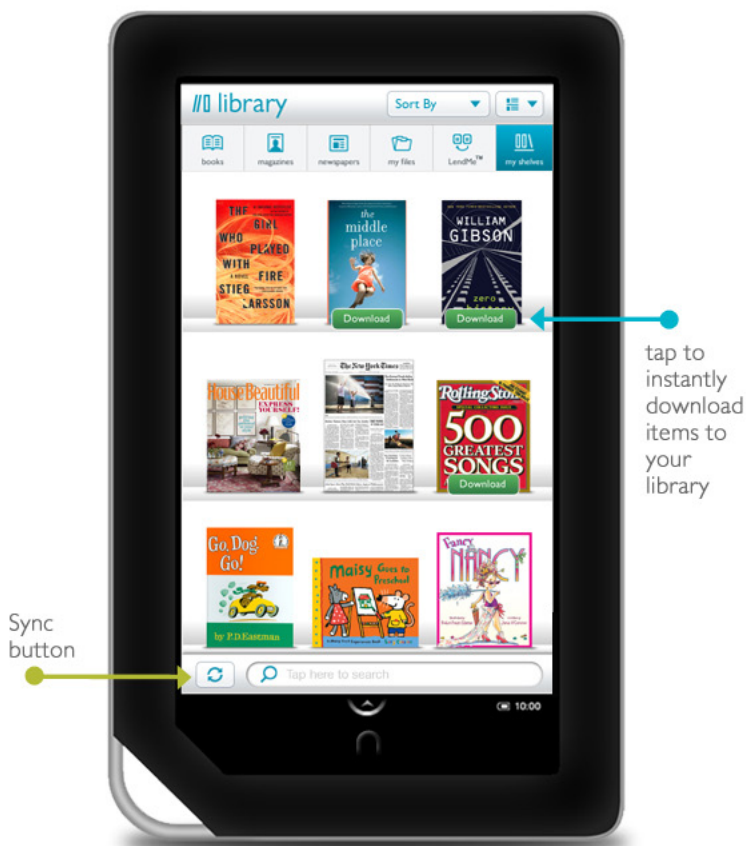 library
Sort By
books
magazines
newspapers
my files
LendMe™
my shelves
THE
GIRL
WHO
PLAYED
WITH
A NOVEL
FIRE
STIEG
LARSSON
the
middle
place
Download
WILLIAM
GIBSON
zero
history
Download
tap to
instantly
download
items to
your
library
House Beautiful
EXPRESS
YOURSELF!
The New York Times
Rolling Stone
500
GREATEST
SONGS
Download
Go, Dog.
Go!
by P.D. Eastman
Maisy Goes to
Preschool
Fancy
NANCY
Sync
button
Tap here to search
10:00